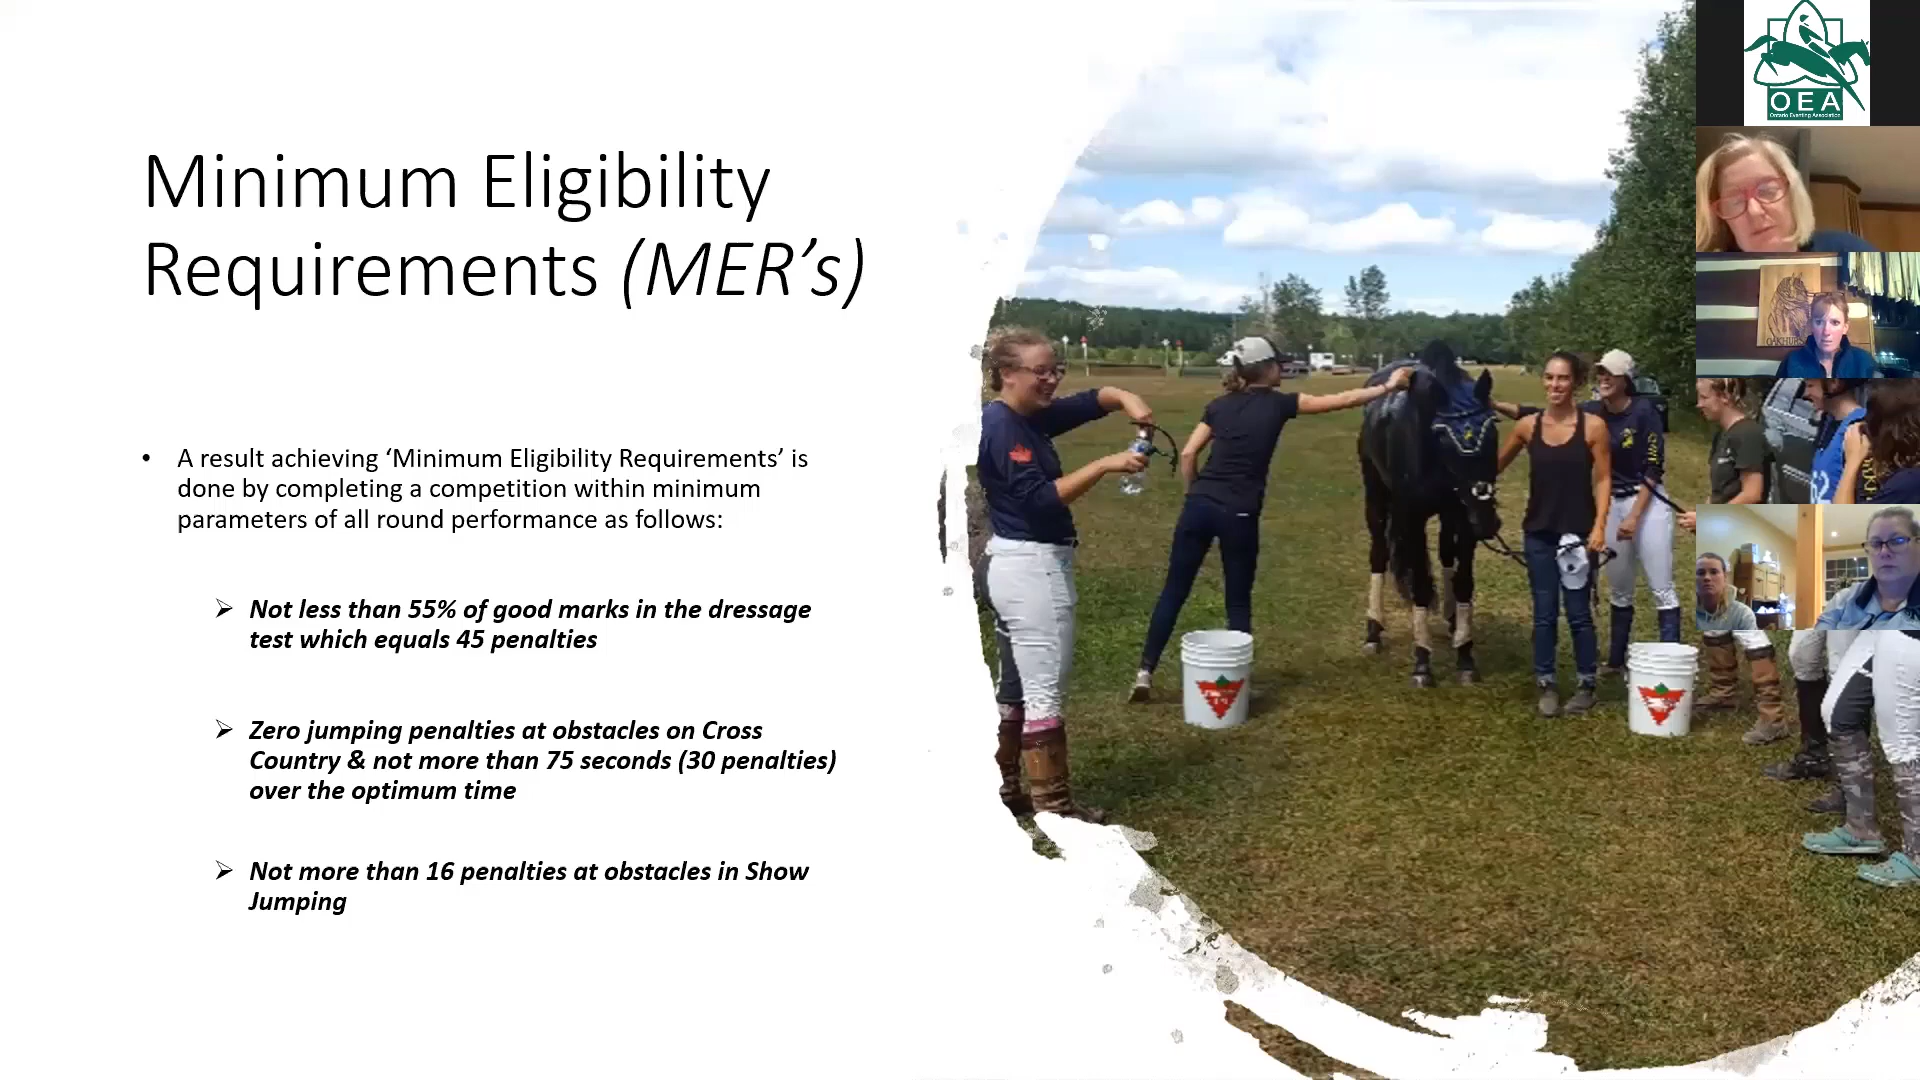 Minimum Eligibility
Requirements (MER’s)
• A result achieving ‘Minimum Eligibility Requirements’ is
done by completing a competition within minimum
parameters of all round performance as follows:
➢ Not less than 55% of good marks in the dressage
test which equals 45 penalties
➢ Zero jumping penalties at obstacles on Cross
Country & not more than 75 seconds (30 penalties)
over the optimum time
➢ Not more than 16 penalties at obstacles in Show
Jumping
OEA
Ontario Eventing Association